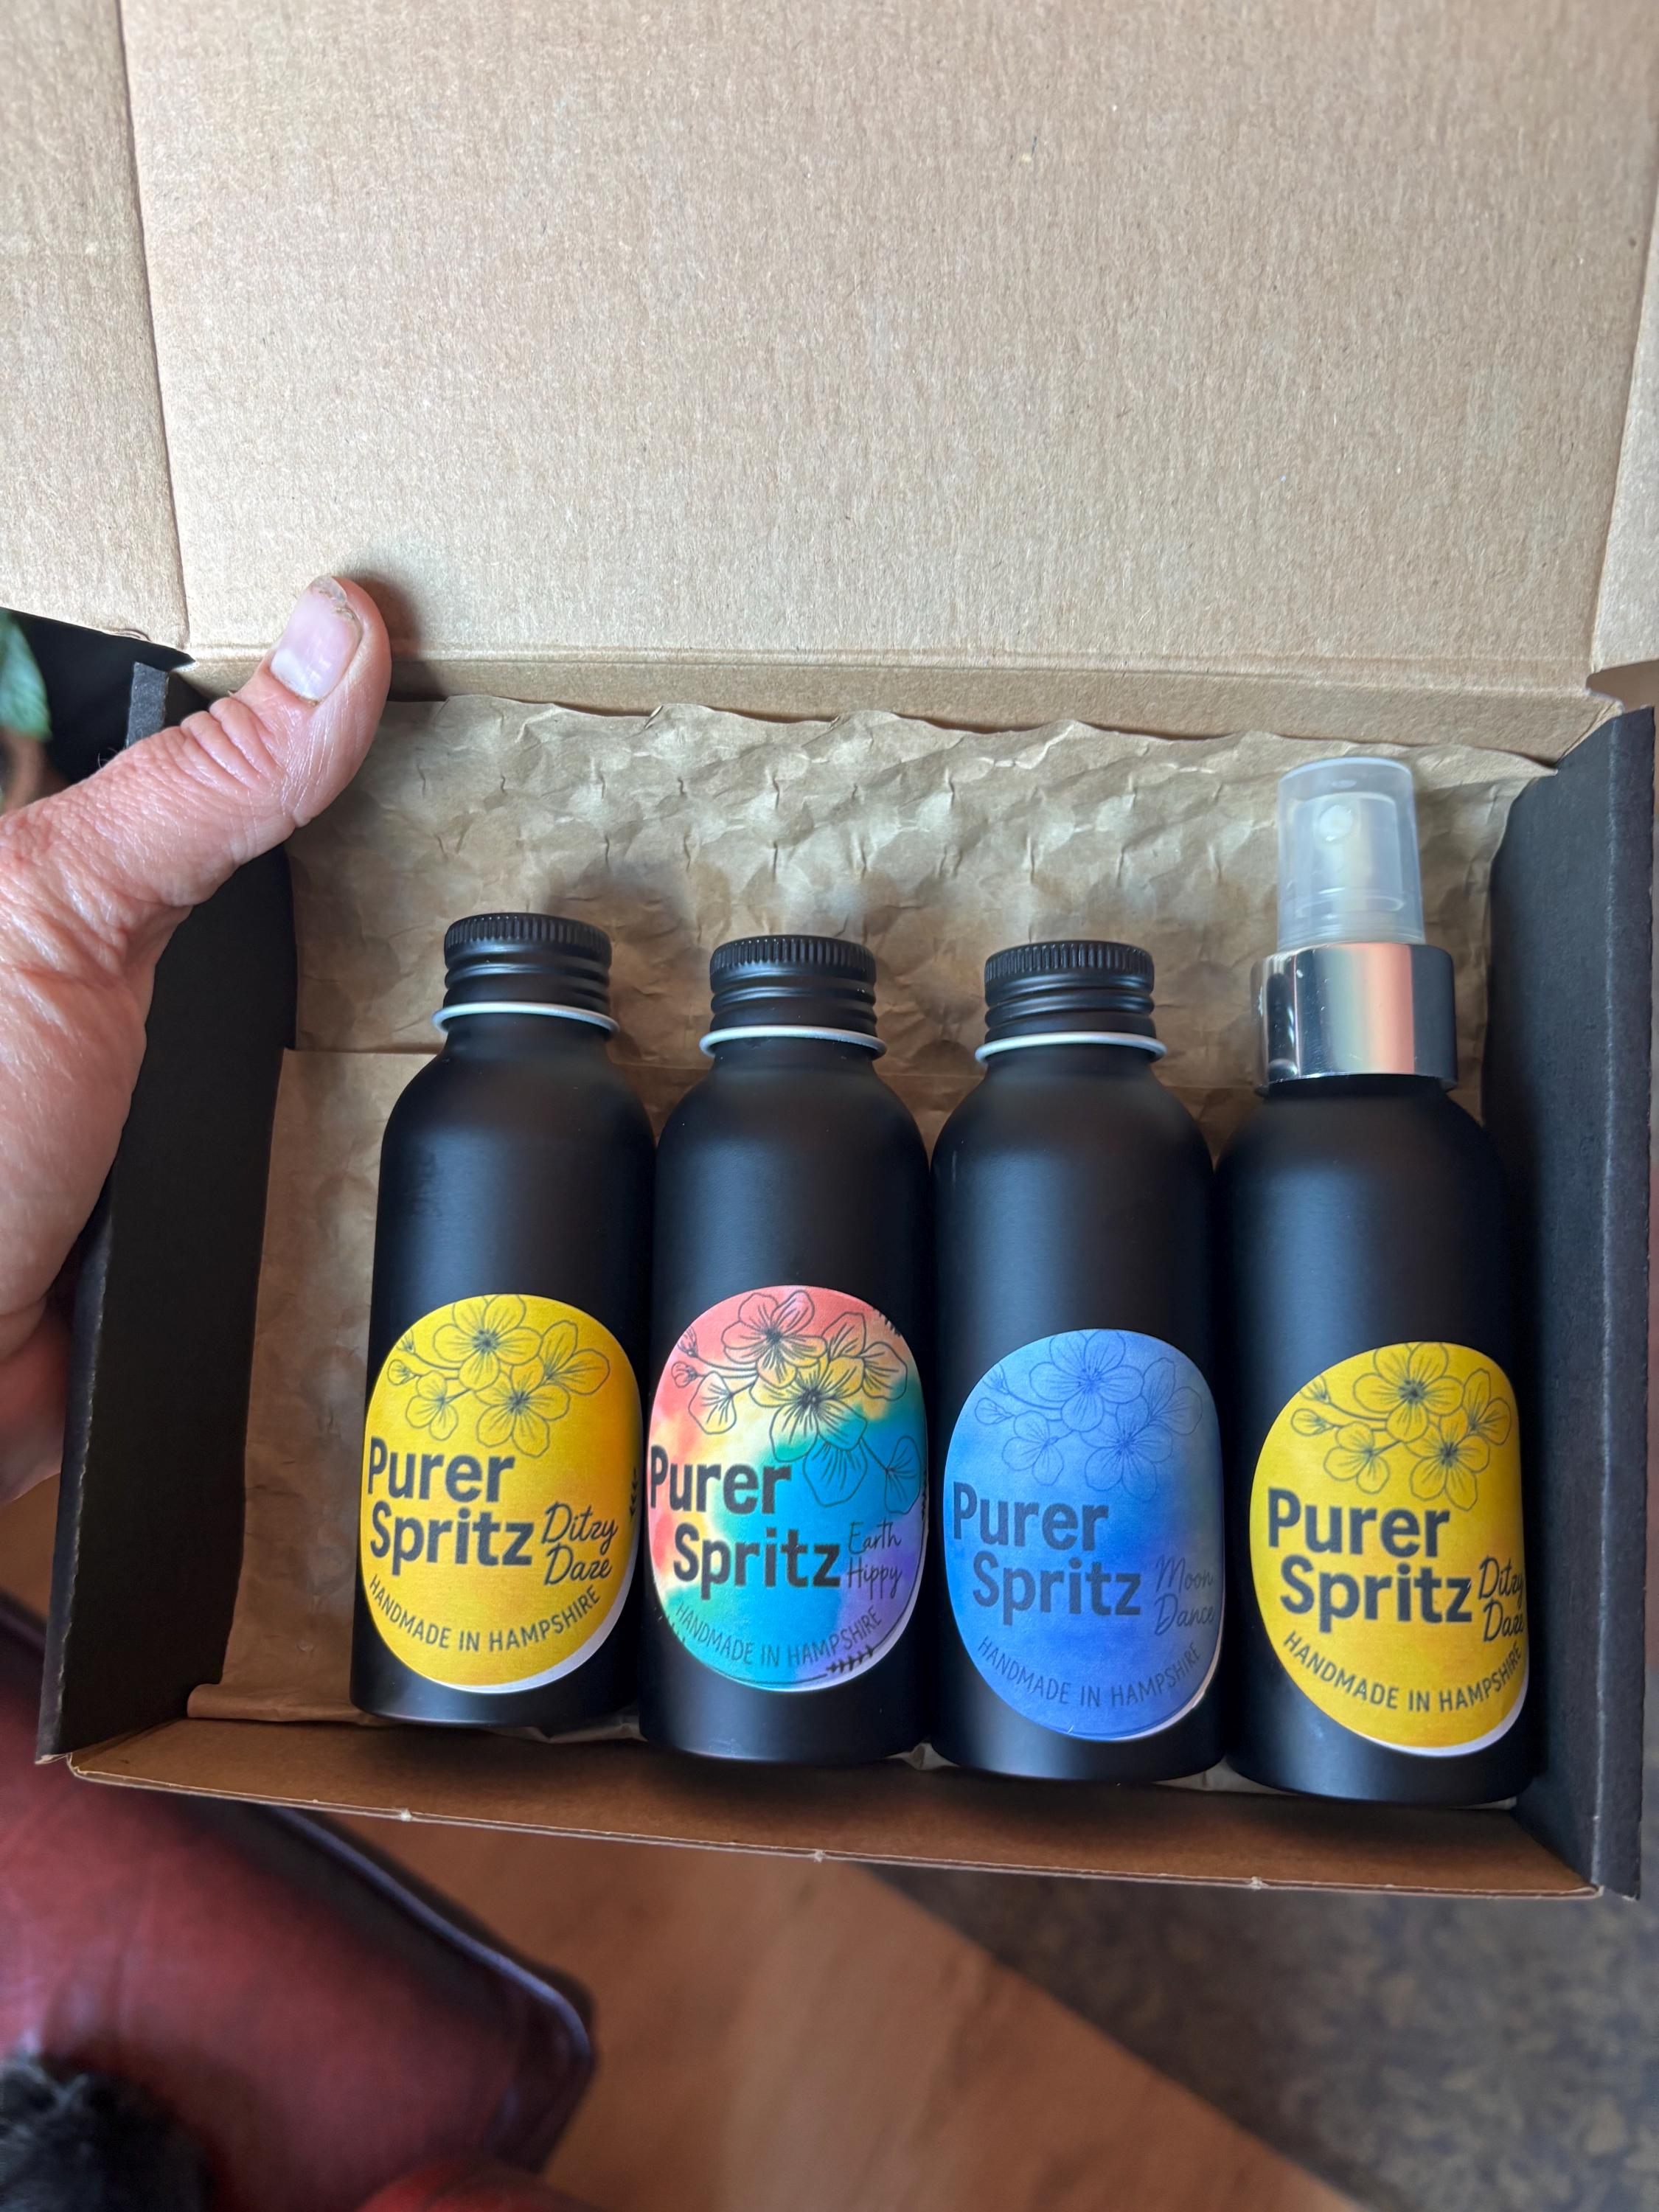 Purer
Spritz
Ditzy
Daze
HANDMADE IN HAMPSHIRE
Purer
Spritz
Earth
Hippy
HANDMADE IN HAMPSHIRE
Purer
Spritz
Moon
Dance
HANDMADE IN HAMPSHIRE
Purer
Spritz
Ditzy
Daze
HANDMADE IN HAMPSHIRE